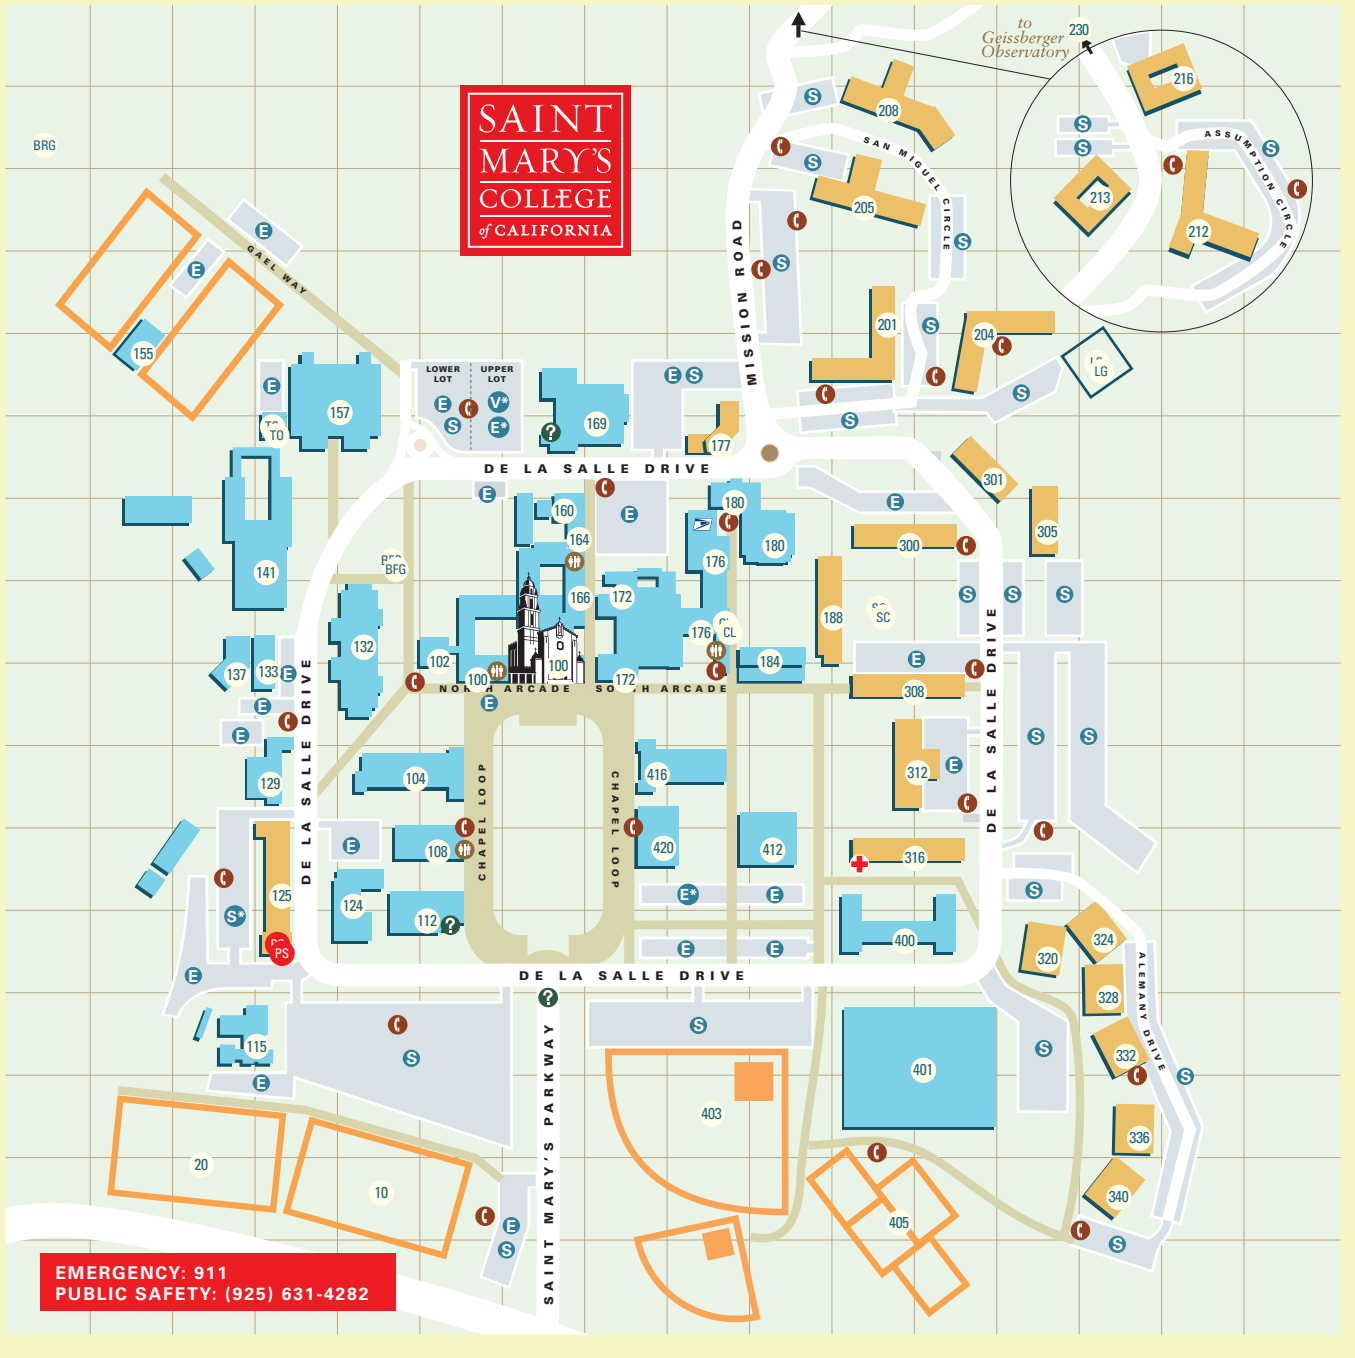 to
Geissberger
Observatory
230
SAINT
MARY'S
COLLEGE
of CALIFORNIA
216
S
208
S
S
S
ASSUMPTION CIRCLE
SAN MIGUEL CIRCLE
BRG
S
S
213
205
212
E
MISSION ROAD
S
S
GAEL WAY
E
201
S
204
155
LG
LOWER
LOT
UPPER
LOT
E S
E
157
E
V*
S
S
S
E*
169
TO
177
DE LA SALLE DRIVE
301
E
160
E
180
E
305
164
180
300
141
BFG
176
S
S
S
166
172
188
SC
132
176
CL
137
133
E
102
100
100
172
184
E
308
NORTH ARCADE
SOUTH ARCADE
E
E
E
DE LA SALLE DRIVE
DE LA SALLE DRIVE
S
S
129
104
416
312
E
CHAPEL LOOP
CHAPEL LOOP
E
108
420
412
316
125
124
112
E*
E
S
S*
400
324
320
PS
E
E
E
DE LA SALLE DRIVE
328
ALEMANY DRIVE
115
S
S
S
332
S
E
401
403
336
20
10
340
405
E
S
S
SAINT MARY'S PARKWAY
EMERGENCY: 911
PUBLIC SAFETY: (925) 631-4282